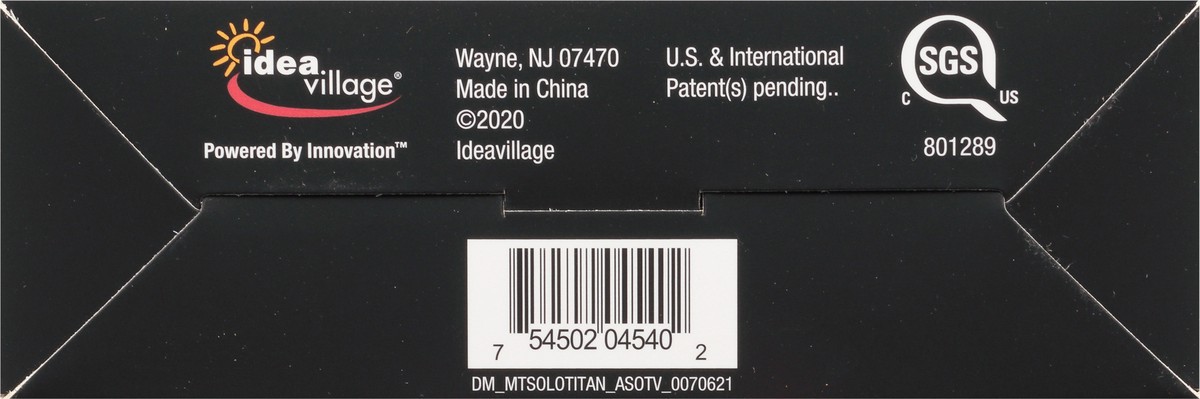 idea
village®
Powered By Innovation™
Wayne, NJ 07470
Made in China
©2020
Ideavillage
U.S. & International
Patent(s) pending..
SGS
C US
801289
7 54502 04540 2
DM_MTSOLOTITAN_ASOTV_0070621